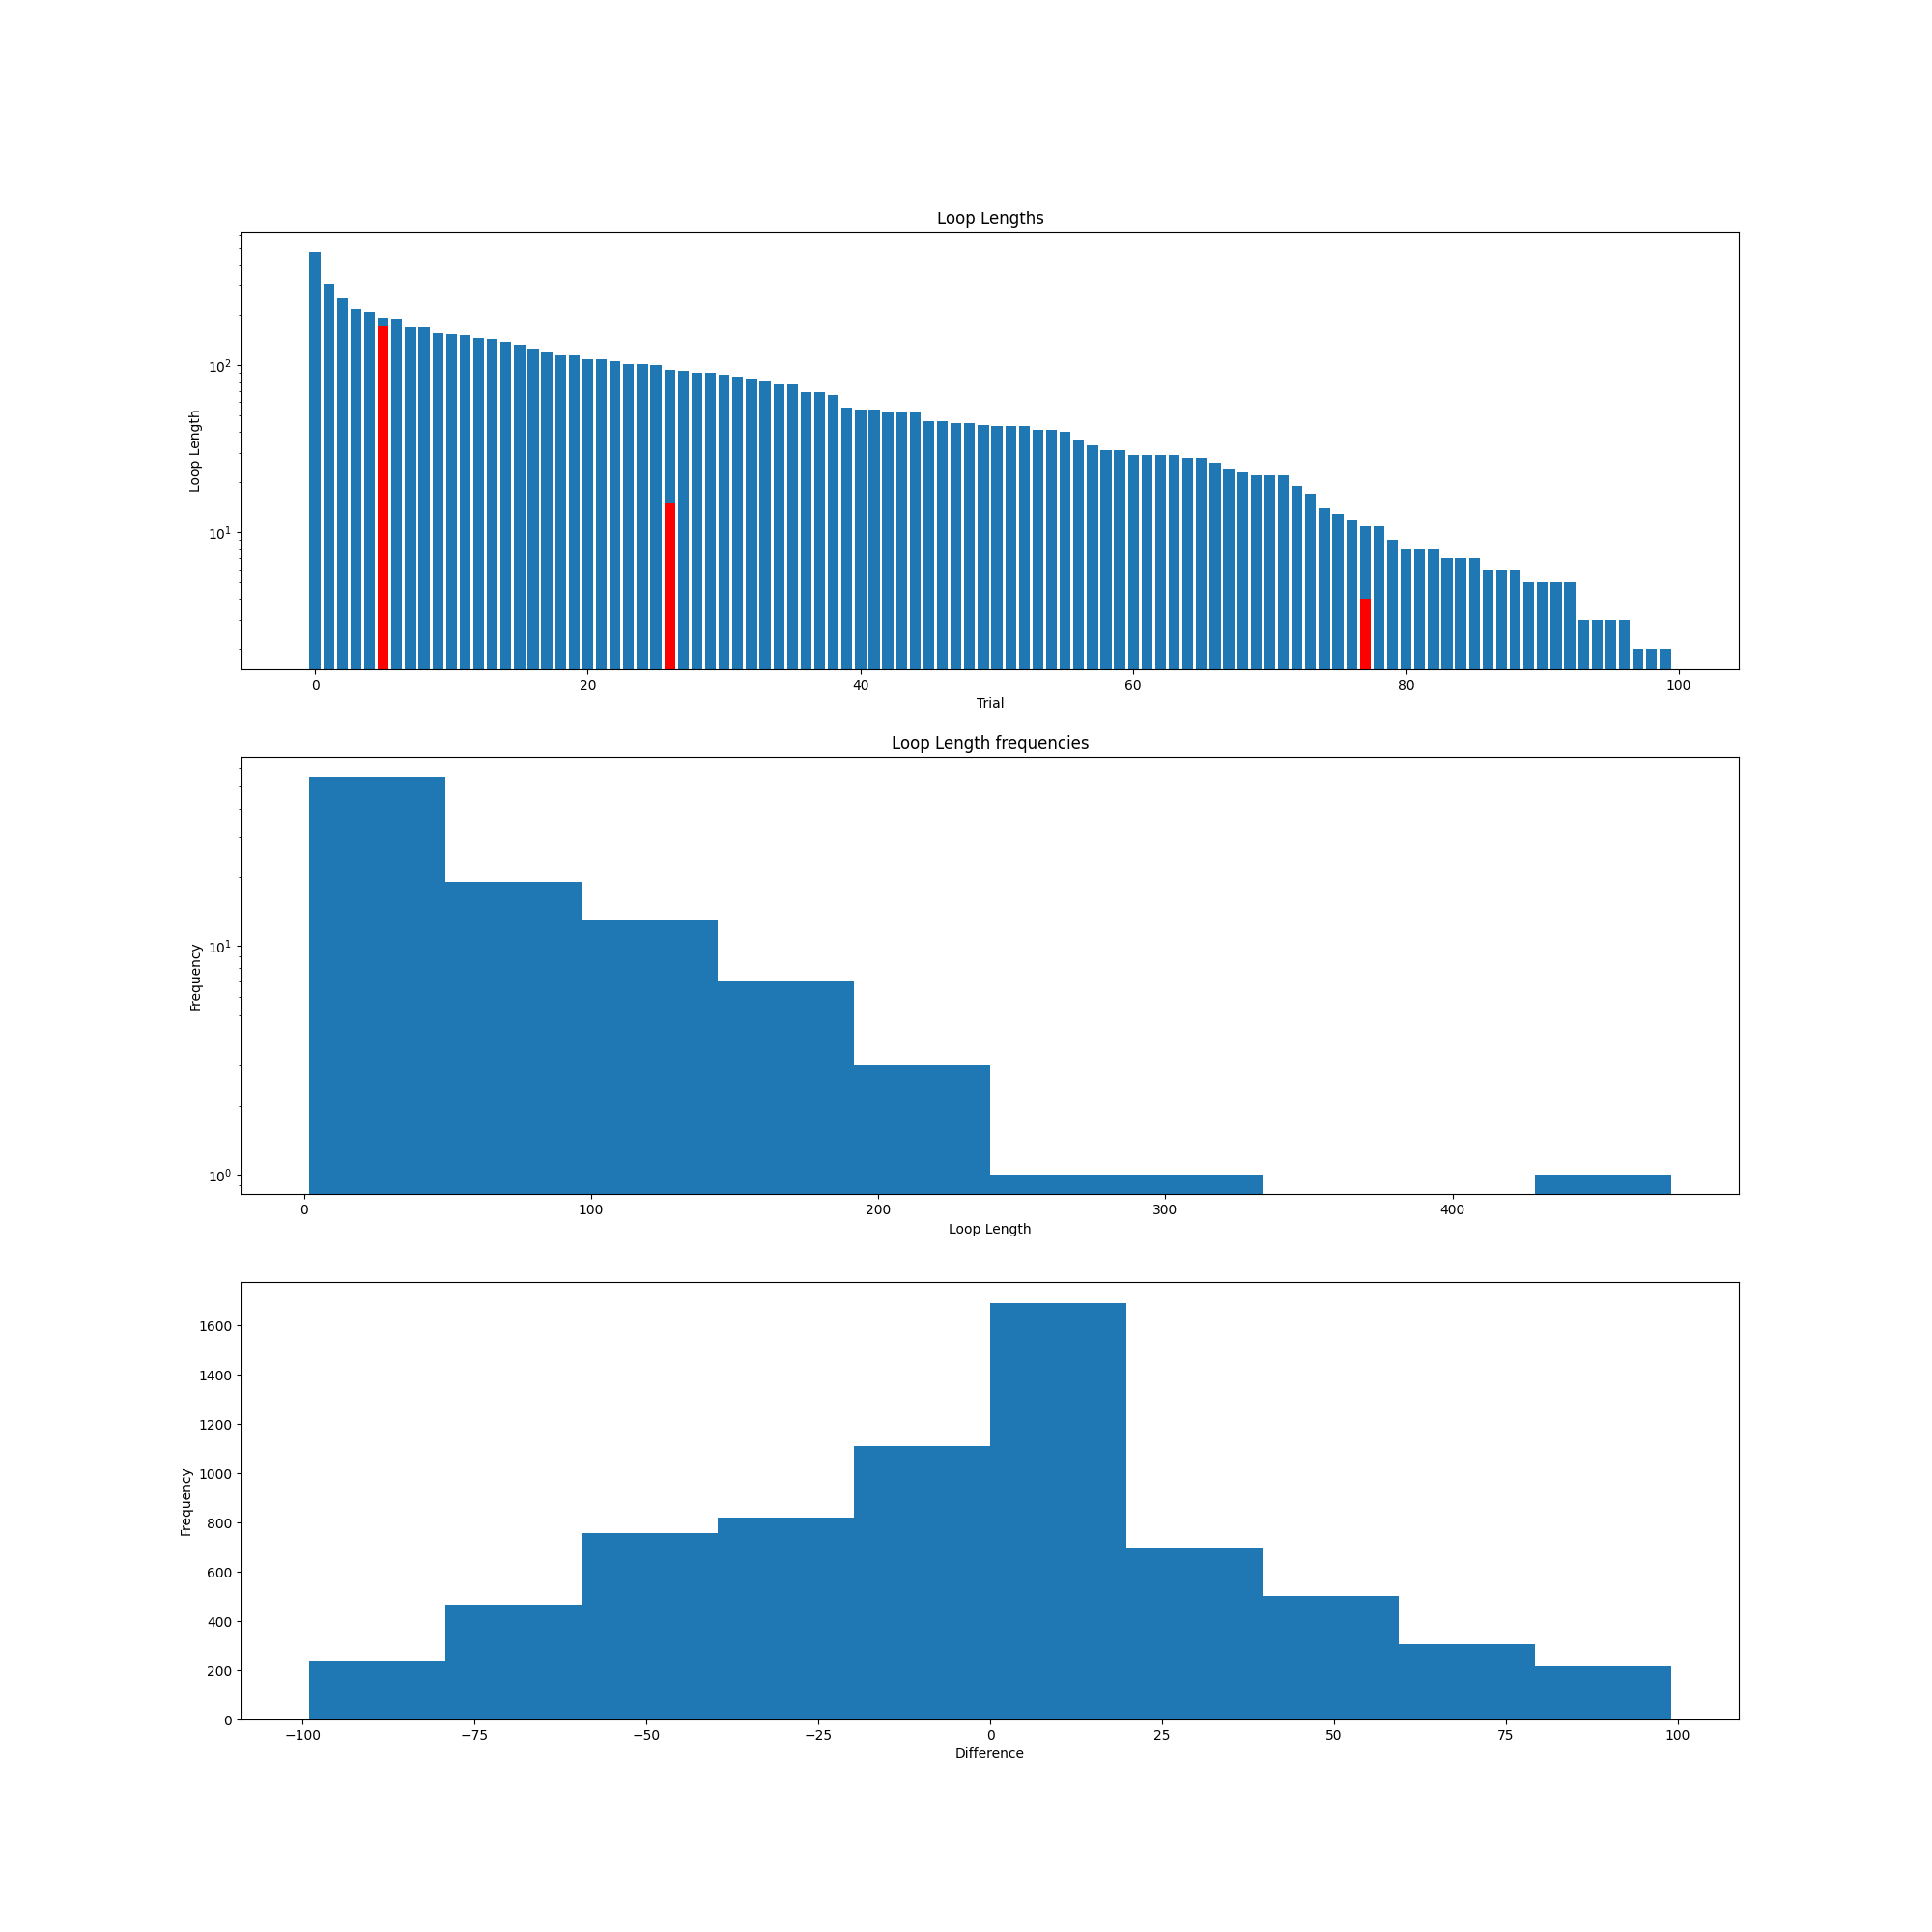 Loop Lengths
Loop Length
10²
10¹
0 20 40 60 80 100
Trial
Loop Length frequencies
Frequency
10¹
10⁰
0 100 200 300 400
Loop Length
Frequency
1600
1400
1200
1000
800
600
400
200
0
−100 −75 −50 −25 0 25 50 75 100
Difference